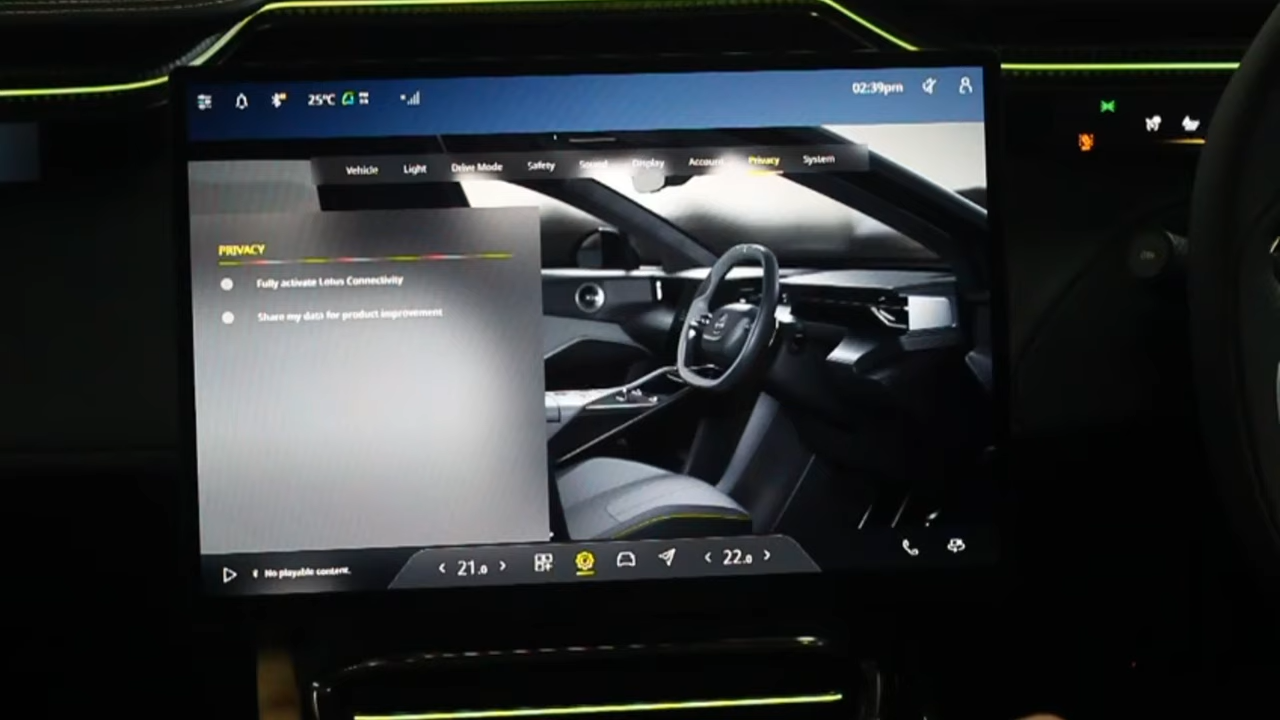 25°C
02:39pm
Vehicle Light Drive Mode Safety Sound Display Account Privacy System
PRIVACY
Fully activate Lotus Connectivity
Share my data for product improvement
No playable content.
21.0
22.0